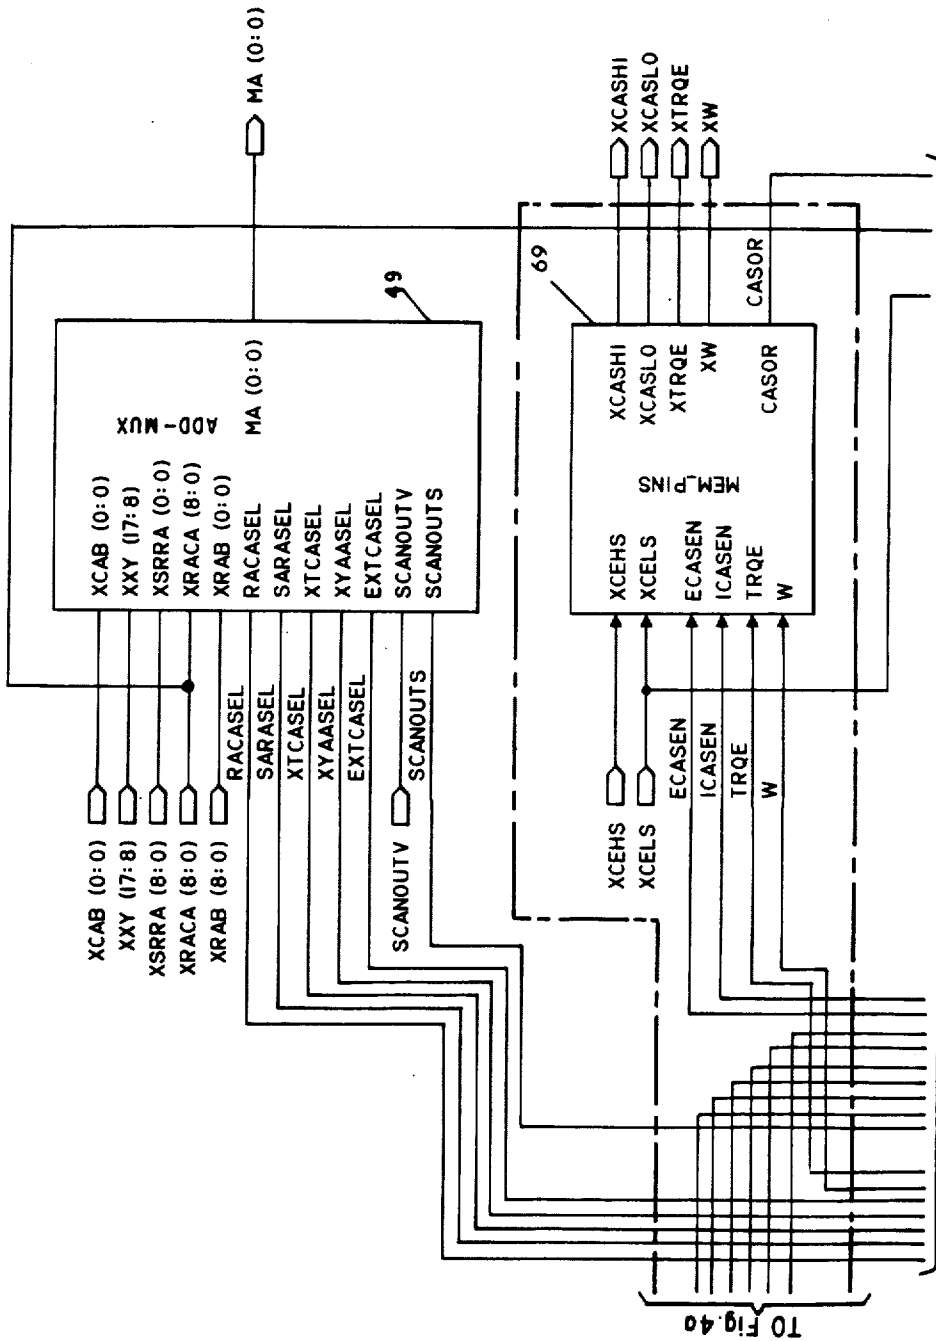 XCAB (0:0)
XXY (17:8)
XSRRA (8:0)
XRACA (8:0)
XRAB (8:0)
RACASEL
SARASEL
XTCASEL
XYAASEL
EXTCASEL
SCANOUTV
SCANOUTS
XCAB (0:0)
XXY (17:8)
XSRRA (0:0)
XRACA (8:0)
XRAB (0:0)
RACASEL
SARASEL
XTCASEL
XYAASEL
EXTCASEL
SCANOUTV
SCANOUTS
ADD-MUX
MA (0:0)
MA (0:0)
49
XCEHS
XCELS
ECASEN
ICASEN
TRQE
W
XCEHS
XCELS
ECASEN
ICASEN
TRQE
W
MEM_PINS
XCASHI
XCASLO
XTRQE
XW
CASOR
69
XCASHI
XCASLO
XTRQE
XW
CASOR
TO Fig.4a